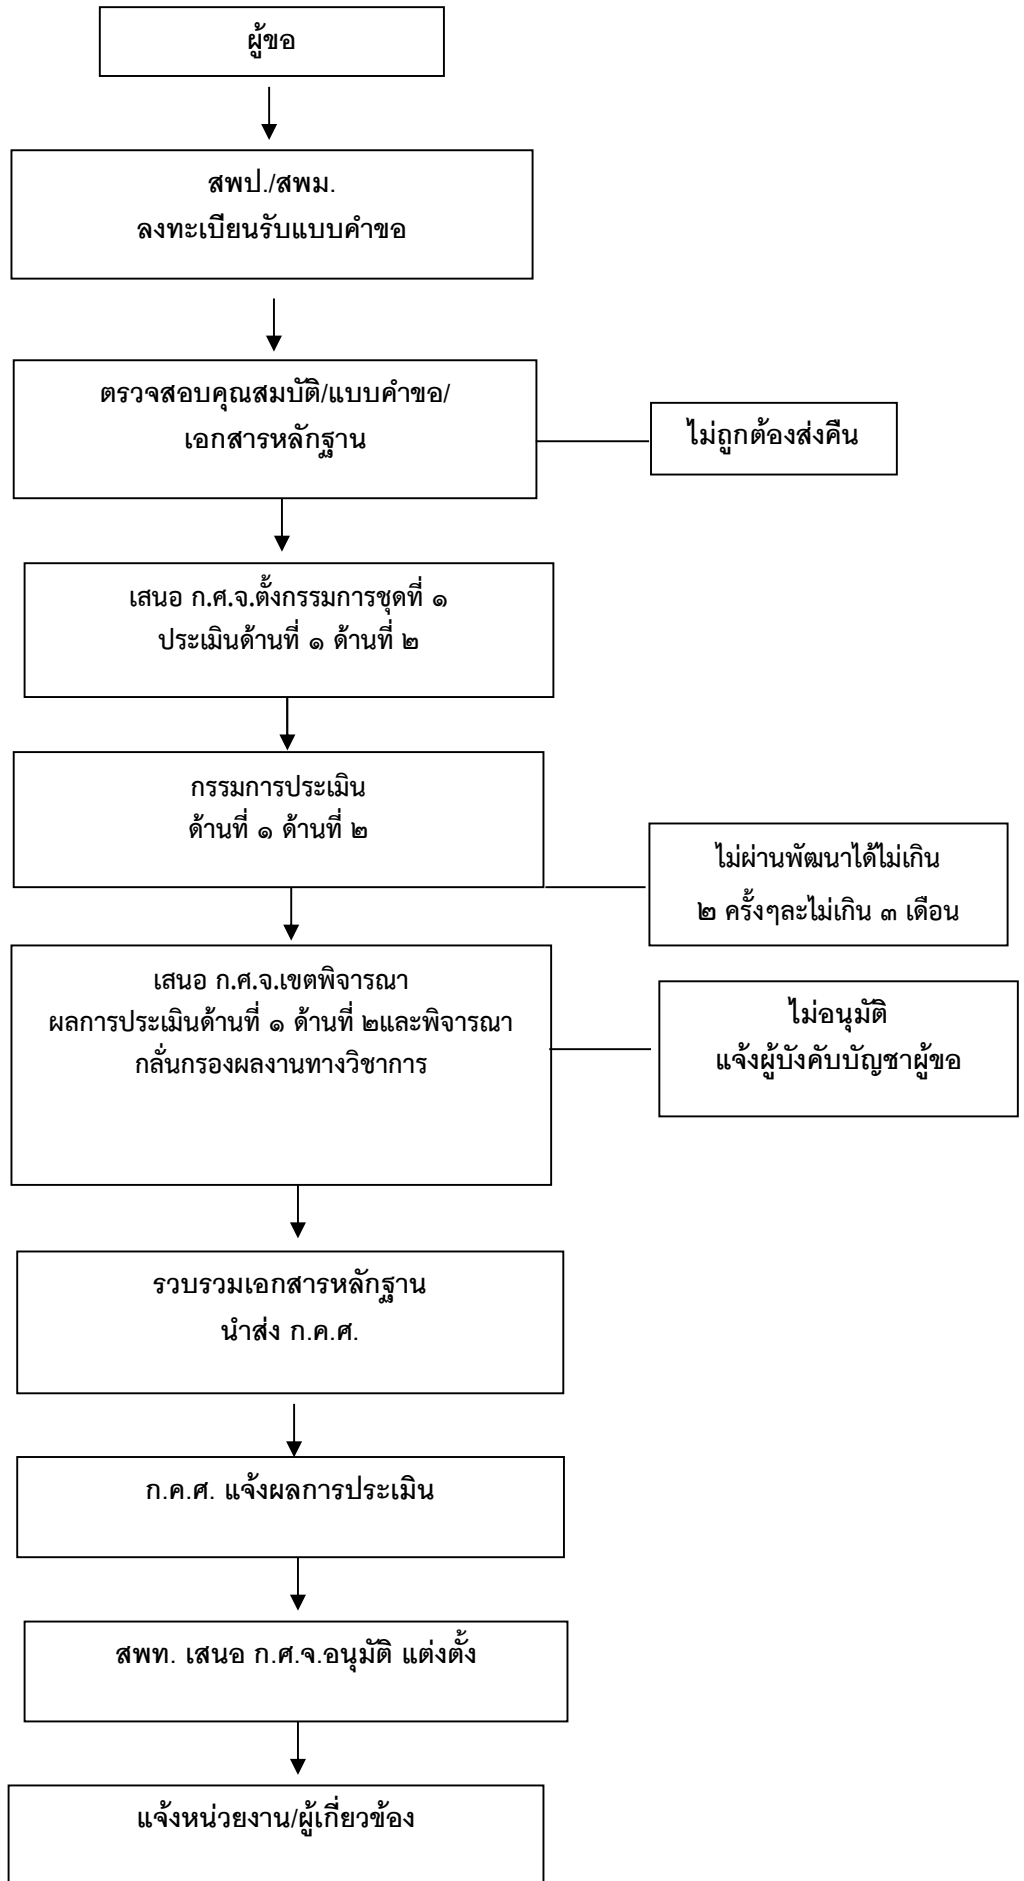 ผู้ขอ
สพป./สพม.
ลงทะเบียนรับแบบคำขอ
ตรวจสอบคุณสมบัติ/แบบคำขอ/
เอกสารหลักฐาน
ไม่ถูกต้องส่งคืน
เสนอ ก.ศ.จ.ตั้งกรรมการชุดที่ ๑
ประเมินด้านที่ ๑ ด้านที่ ๒
กรรมการประเมิน
ด้านที่ ๑ ด้านที่ ๒
ไม่ผ่านพัฒนาได้ไม่เกิน
๒ ครั้งๆละไม่เกิน ๓ เดือน
เสนอ ก.ศ.จ.เขตพิจารณา
ผลการประเมินด้านที่ ๑ ด้านที่ ๒และพิจารณา
กลั่นกรองผลงานทางวิชาการ
ไม่อนุมัติ
แจ้งผู้บังคับบัญชาผู้ขอ
รวบรวมเอกสารหลักฐาน
นำส่ง ก.ค.ศ.
ก.ค.ศ. แจ้งผลการประเมิน
สพท. เสนอ ก.ศ.จ.อนุมัติ แต่งตั้ง
แจ้งหน่วยงาน/ผู้เกี่ยวข้อง